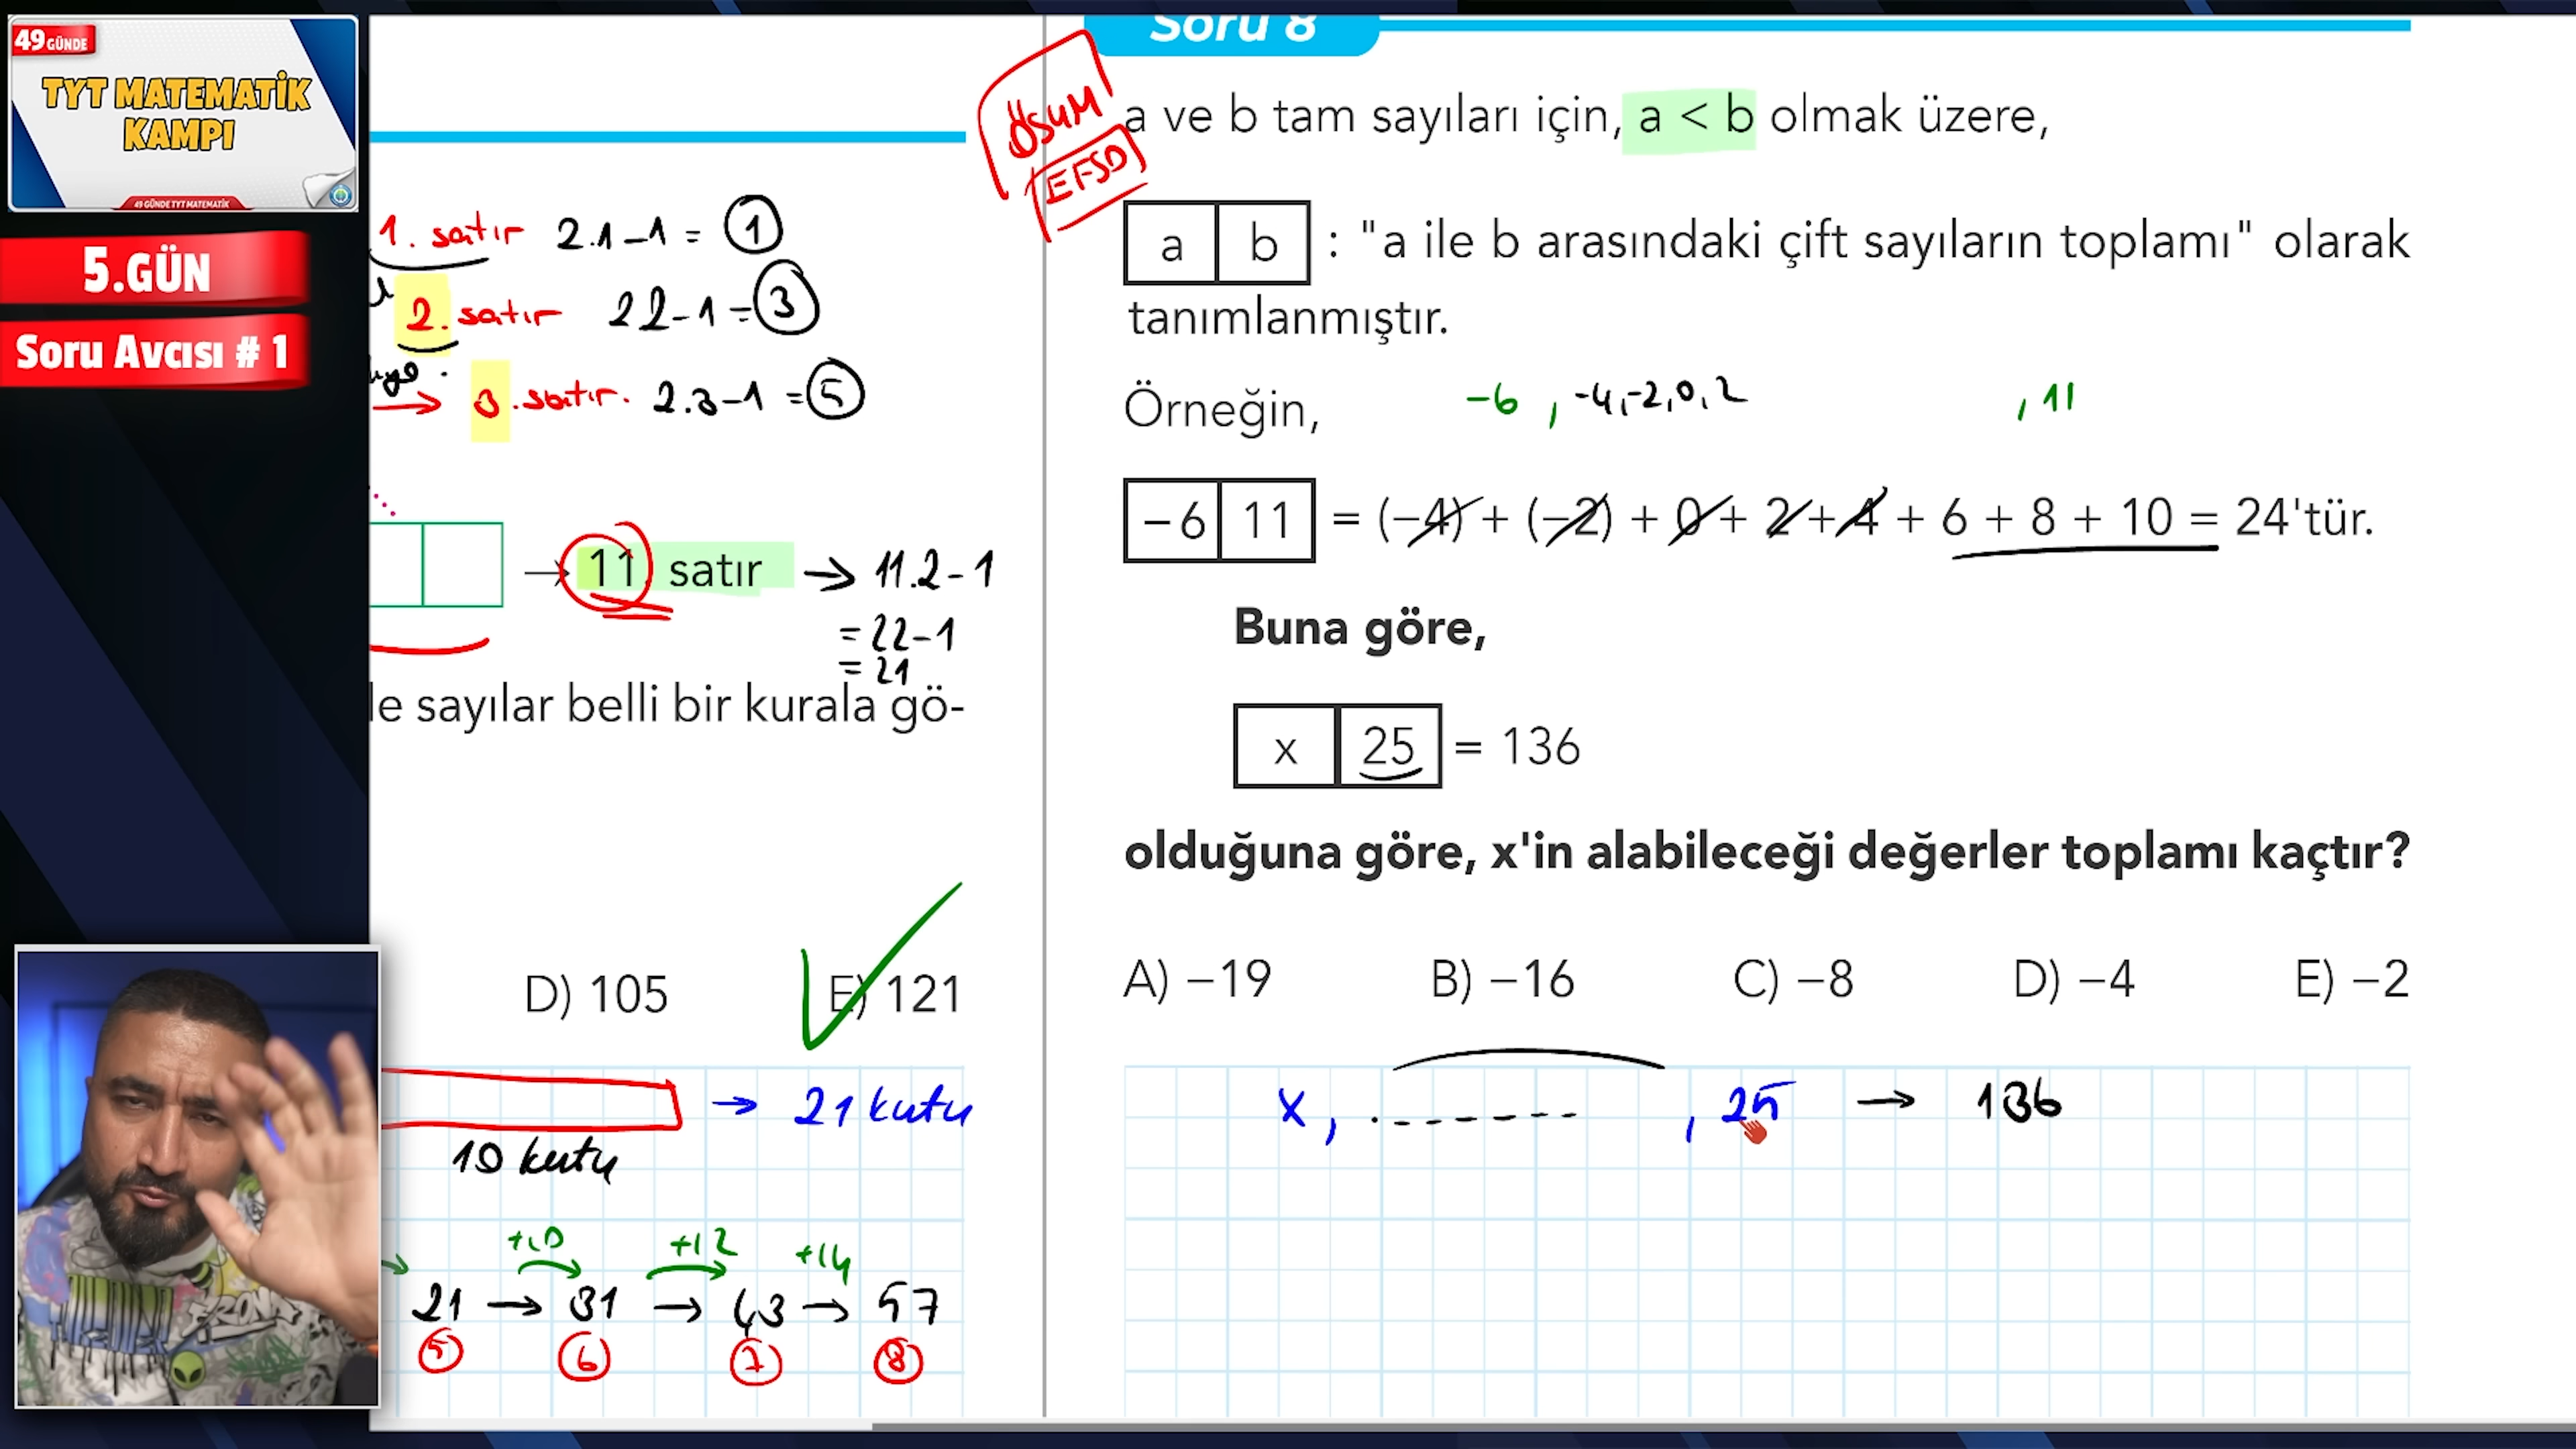 49 GÜNDE
TYT MATEMATİK
KAMPI
49 GÜNDE TYT MATEMATİK
5.GÜN
Soru Avcısı # 1
1. satır 2.1-1 = 1
2. satır 22-1 = 3
3. satır. 2.3-1 = 5
→ 11 satır → 11.2-1
= 22-1
= 21
le sayılar belli bir kurala gö-
D) 105 E) 121
→ 21 kutu
10 kutu
+10 +12 +14
21 → 31 → 43 → 57
5 6 7 8
Soru 8
ÖSYM
EFSO
a ve b tam sayıları için, a < b olmak üzere,
a b : "a ile b arasındaki çift sayıların toplamı" olarak
tanımlanmıştır.
-6 , -4,-2,0,2 , 11
Örneğin,
−6 11 = (−4) + (−2) + 0 + 2 + 4 + 6 + 8 + 10 = 24'tür.
Buna göre,
x 25 = 136
olduğuna göre, x'in alabileceği değerler toplamı kaçtır?
A) −19 B) −16 C) −8 D) −4 E) −2
x, , 25 → 136